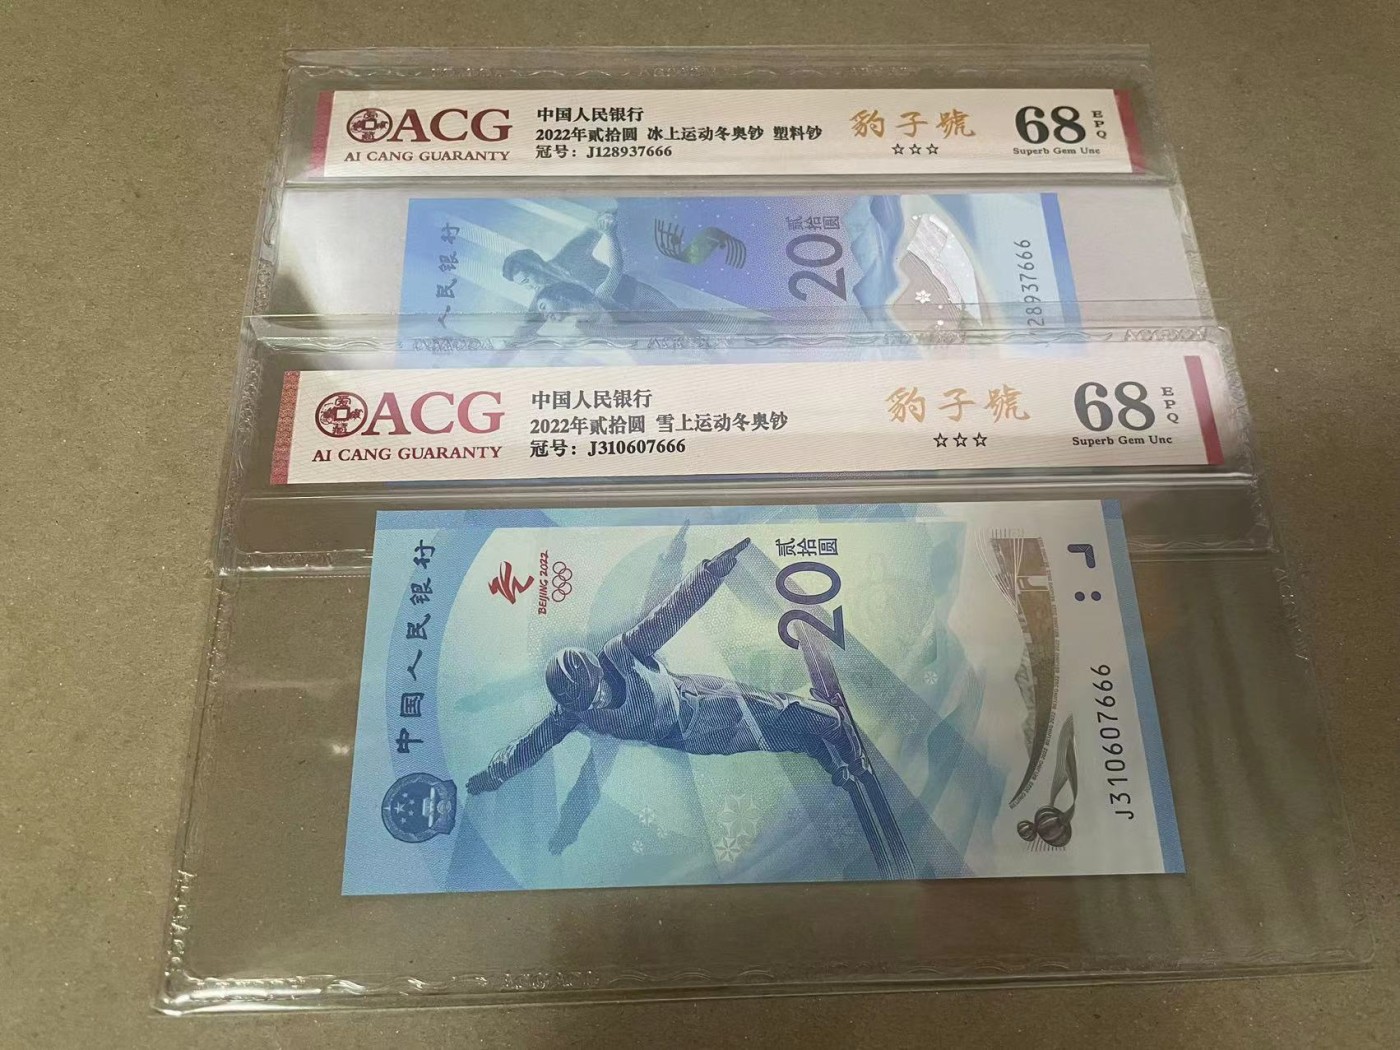 ACG
AI CANG GUARANTY
中国人民银行
2022年贰拾圆 冰上运动冬奥钞 塑料钞
冠号：J128937666
豹子號
☆☆☆
68
EPQ
Superb Gem Unc
人民银行
贰拾圆
20
28937666
ACG
AI CANG GUARANTY
中国人民银行
2022年贰拾圆 雪上运动冬奥钞
冠号：J310607666
豹子號
☆☆☆
68
EPQ
Superb Gem Unc
中国人民银行
BEIJING 2022
贰拾圆
20
J310607666